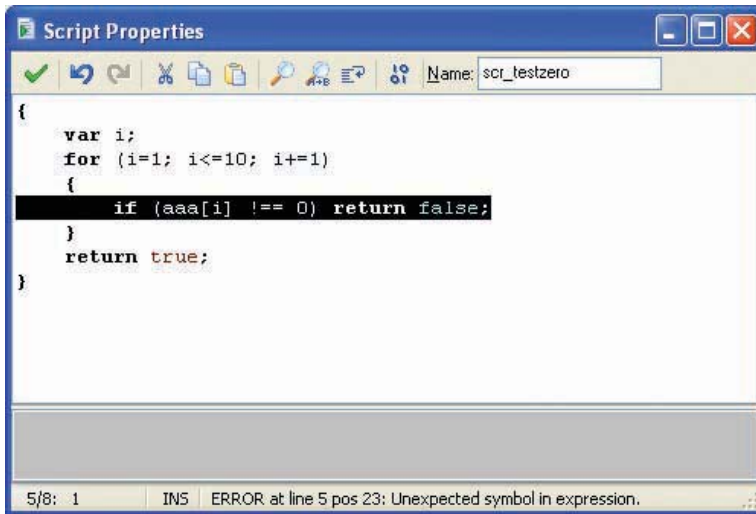 Script Properties
Name: scr_testzero
{
var i;
for (i=1; i<=10; i+=1)
{
if (aaa[i] !== 0) return false;
}
return true;
}
5/8: 1 INS ERROR at line 5 pos 23: Unexpected symbol in expression.